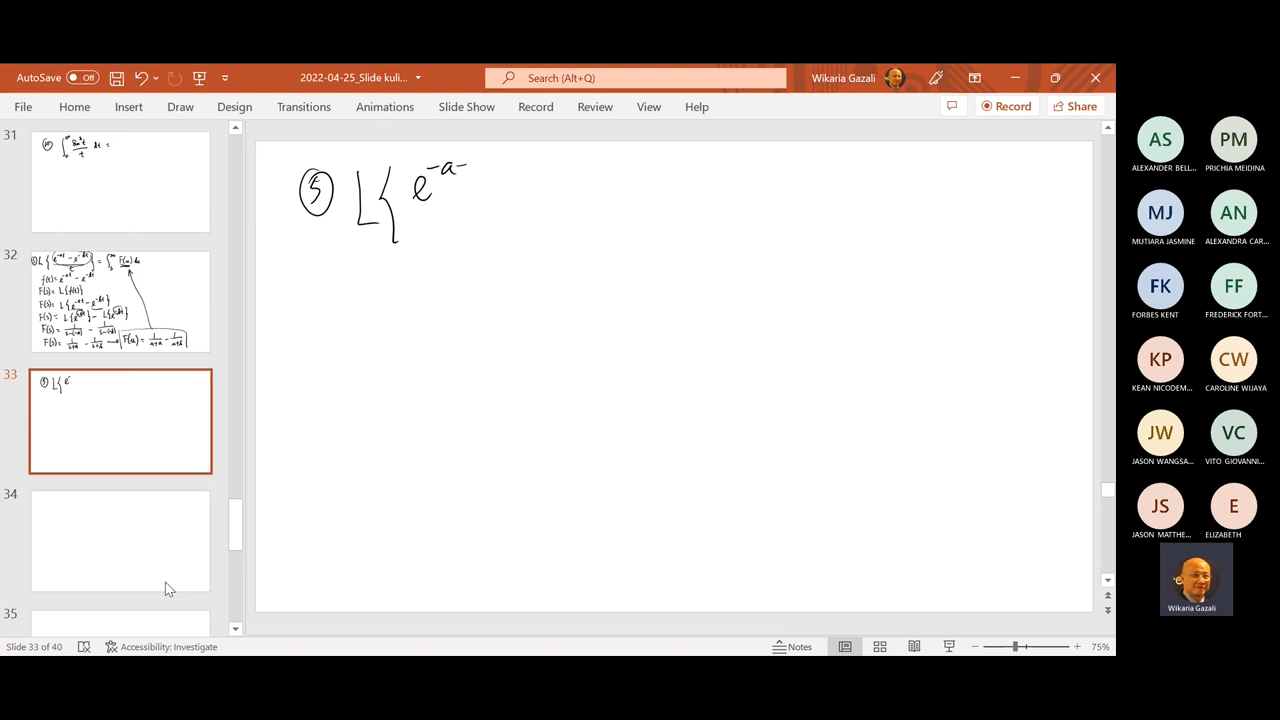 AutoSave Off 2022-04-25_Slide kuli... Search (Alt+Q) Wikaria Gazali
File Home Insert Draw Design Transitions Animations Slide Show Record Review View Help Record Share
31
32
F(s) = L{f(t)}
33
⑤ L{ e^-
34
35
⑤ L{ e^-a-
AS PM
ALEXANDER BELL... PRICHIA MEIDINA
MJ AN
MUTIARA JASMINE ALEXANDRA CAR...
FK FF
FORBES KENT FREDERICK FORT...
KP CW
KEAN NICODEM... CAROLINE WIJAYA
JW VC
JASON WANGSA... VITO GIOVANNI...
JS E
JASON MATTHE... ELIZABETH
Wikaria Gazali
Slide 33 of 40 Accessibility: Investigate Notes 75%